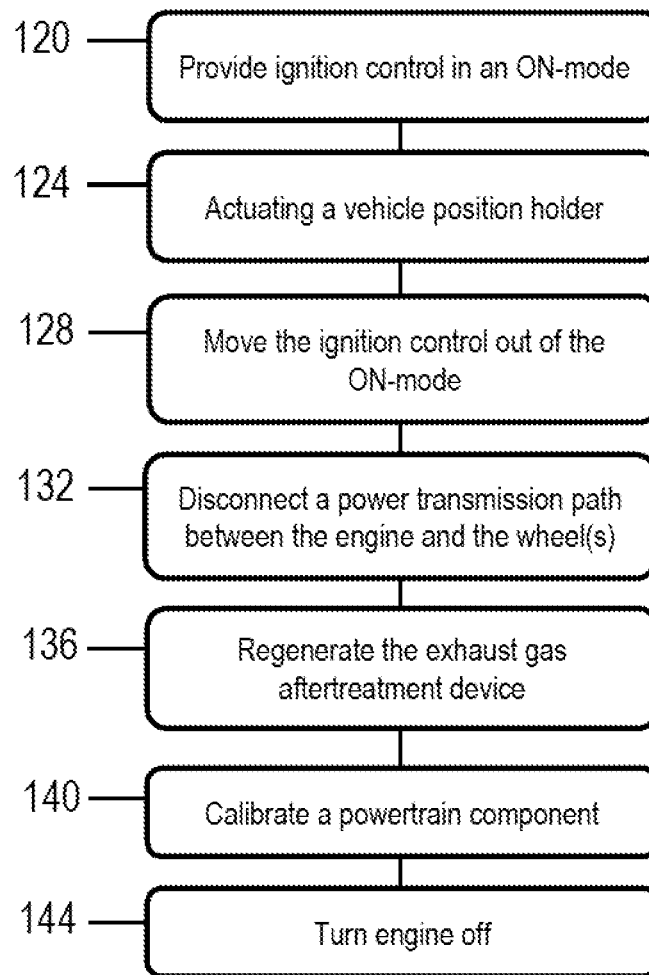 120
Provide ignition control in an ON-mode
124
Actuating a vehicle position holder
128
Move the ignition control out of the
ON-mode
132
Disconnect a power transmission path
between the engine and the wheel(s)
136
Regenerate the exhaust gas
aftertreatment device
140
Calibrate a powertrain component
144
Turn engine off